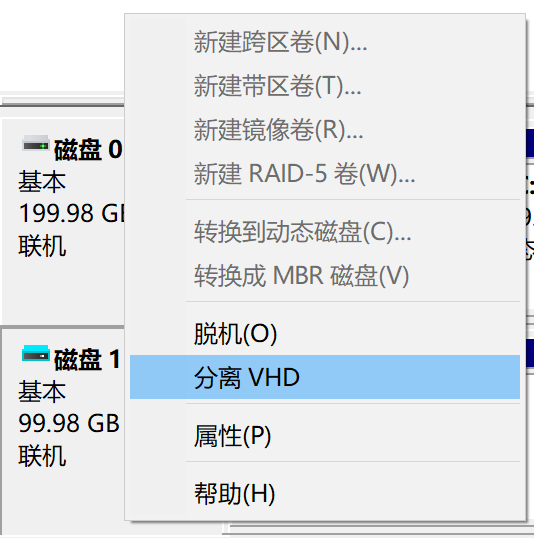 新建跨区卷(N)...
新建带区卷(T)...
新建镜像卷(R)...
新建 RAID-5 卷(W)...
转换到动态磁盘(C)...
转换成 MBR 磁盘(V)
脱机(O)
分离 VHD
属性(P)
帮助(H)
磁盘 0
基本
199.98 GB
联机
磁盘 1
基本
99.98 GB
联机